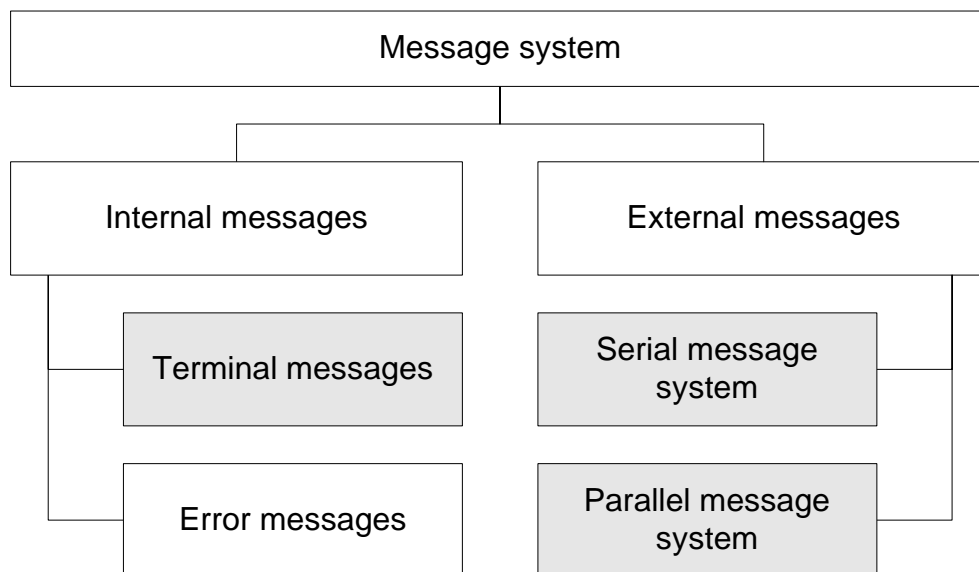 Message system
Internal messages
External messages
Terminal messages
Serial message
system
Error messages
Parallel message
system